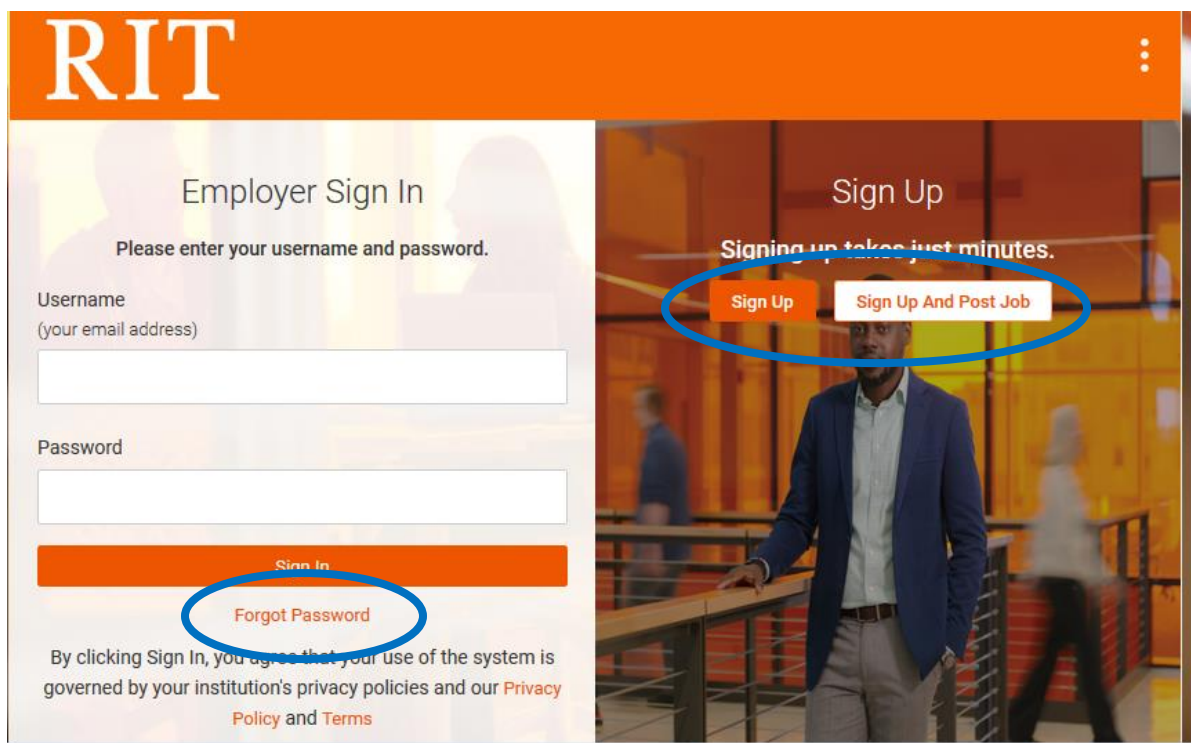 RIT
Employer Sign In
Please enter your username and password.
Username
(your email address)
Password
Sign In
Forgot Password
By clicking Sign In, you agree that your use of the system is
governed by your institution's privacy policies and our Privacy
Policy and Terms
Sign Up
Signing up takes just minutes.
Sign Up
Sign Up And Post Job